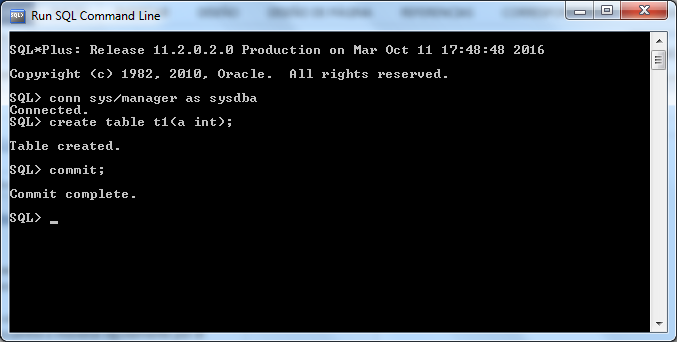 Run SQL Command Line
SQL*Plus: Release 11.2.0.2.0 Production on Mar Oct 11 17:48:48 2016
Copyright (c) 1982, 2010, Oracle.  All rights reserved.
SQL> conn sys/manager as sysdba
Connected.
SQL> create table t1(a int);
Table created.
SQL> commit;
Commit complete.
SQL> _